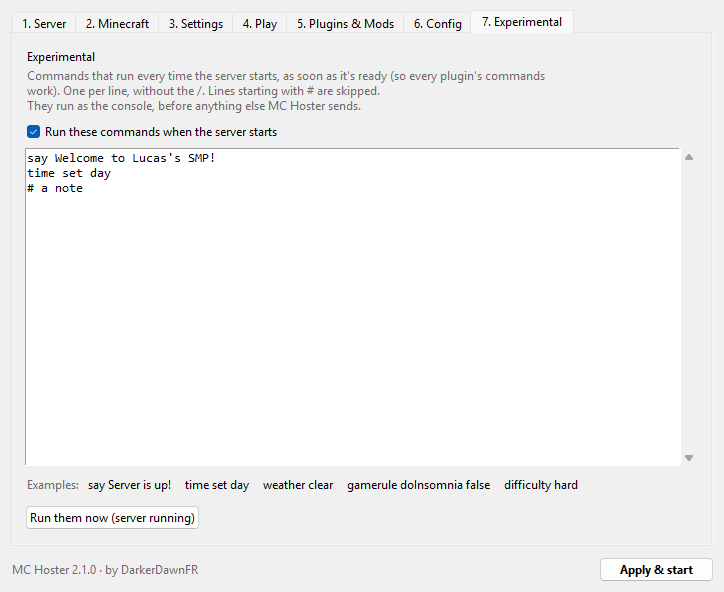 1. Server 2. Minecraft 3. Settings 4. Play 5. Plugins & Mods 6. Config 7. Experimental
Experimental
Commands that run every time the server starts, as soon as it's ready (so every plugin's commands
work). One per line, without the /. Lines starting with # are skipped.
They run as the console, before anything else MC Hoster sends.
Run these commands when the server starts
say Welcome to Lucas's SMP!
time set day
# a note
Examples: say Server is up! time set day weather clear gamerule doInsomnia false difficulty hard
Run them now (server running)
MC Hoster 2.1.0 · by DarkerDawnFR Apply & start